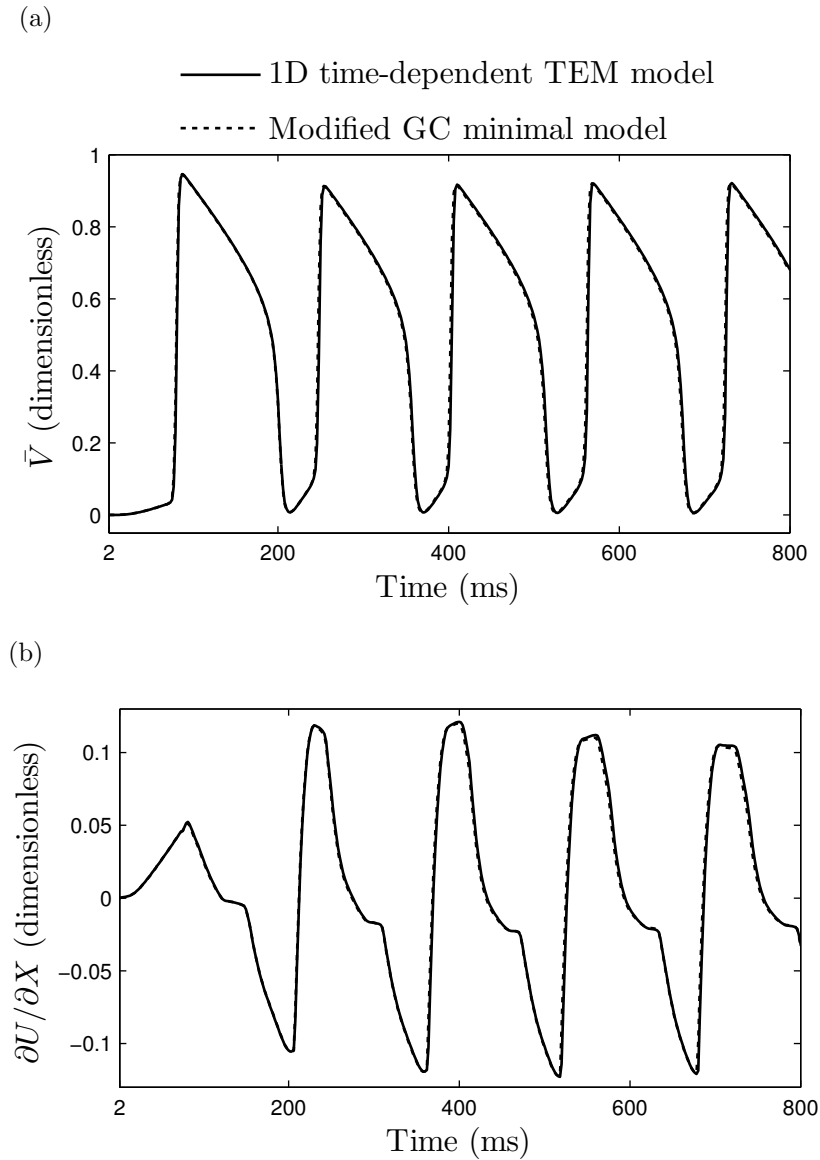 (a)
1D time-dependent TEM model
Modified GC minimal model
1
0.8
0.6
0.4
0.2
0
V̄ (dimensionless)
2 200 400 600 800
Time (ms)
(b)
0.1
0.05
0
−0.05
−0.1
∂U/∂X (dimensionless)
2 200 400 600 800
Time (ms)